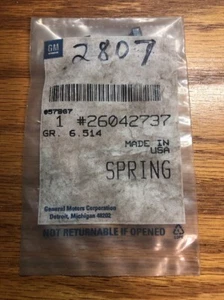 GM
2807
057967
1 #26042737
GR. 6.514
MADE IN
USA
SPRING
General Motors Corporation
Detroit, Michigan 48202
NOT RETURNABLE IF OPENED